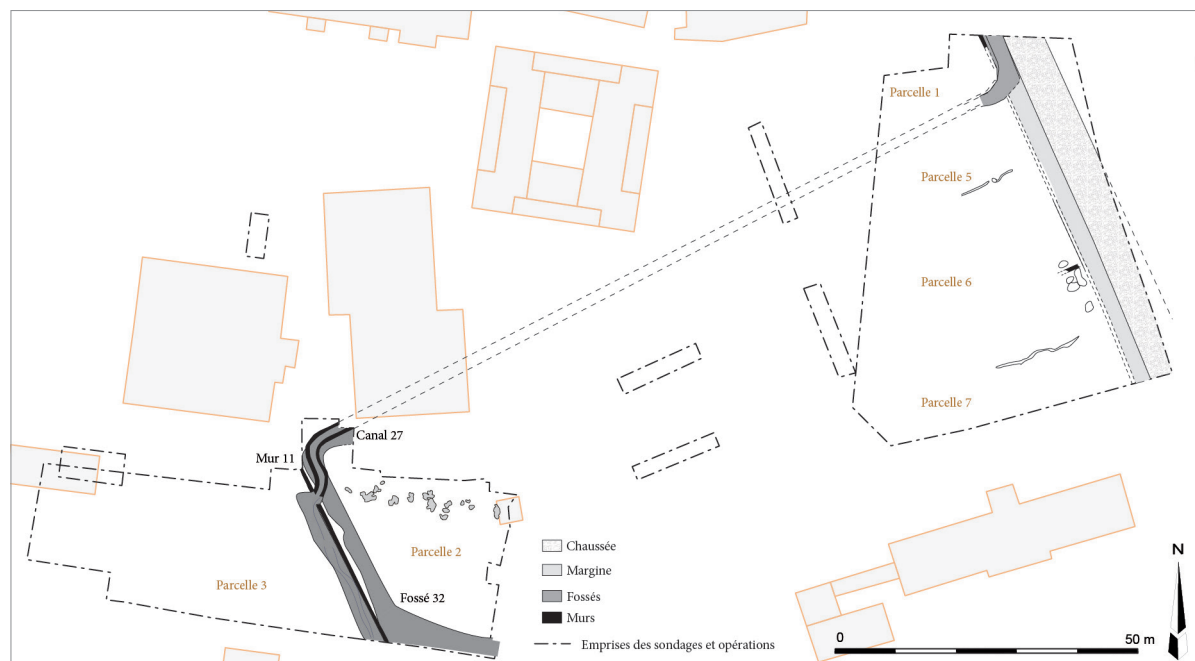 Parcelle 1
Parcelle 5
Parcelle 6
Parcelle 7
Canal 27
Mur 11
Parcelle 2
Parcelle 3
Fossé 32
Chaussée
Margine
Fossés
Murs
Emprises des sondages et opérations
N
0 50 m